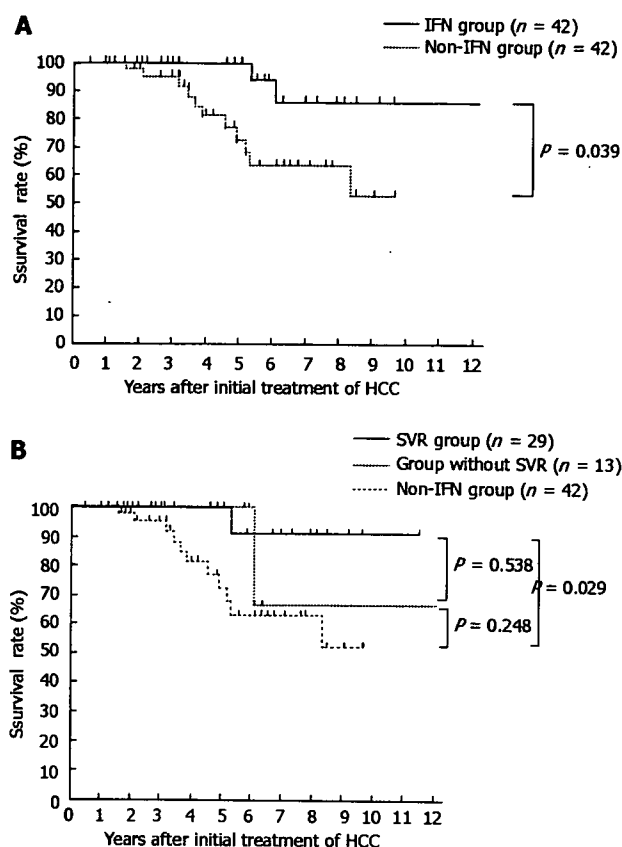 A
IFN group (n = 42)
Non-IFN group (n = 42)
100
90
80
70
60
50
40
30
20
10
0
Ssurvival rate (%)
P = 0.039
0 1 2 3 4 5 6 7 8 9 10 11 12
Years after initial treatment of HCC
B
SVR group (n = 29)
Group without SVR (n = 13)
Non-IFN group (n = 42)
100
90
80
70
60
50
40
30
20
10
0
Ssurvival rate (%)
P = 0.538
P = 0.029
P = 0.248
0 1 2 3 4 5 6 7 8 9 10 11 12
Years after initial treatment of HCC